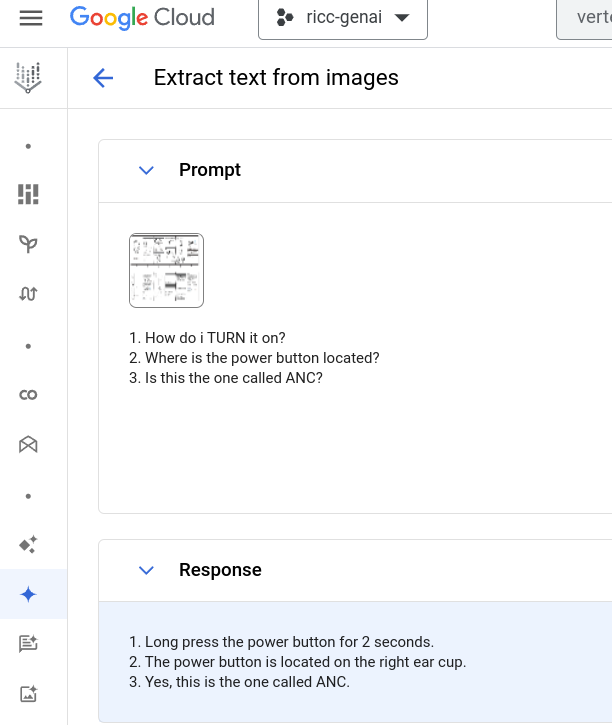 Google Cloud
ricc-genai
verte
Extract text from images
Prompt
1. How do i TURN it on?
2. Where is the power button located?
3. Is this the one called ANC?
Response
1. Long press the power button for 2 seconds.
2. The power button is located on the right ear cup.
3. Yes, this is the one called ANC.